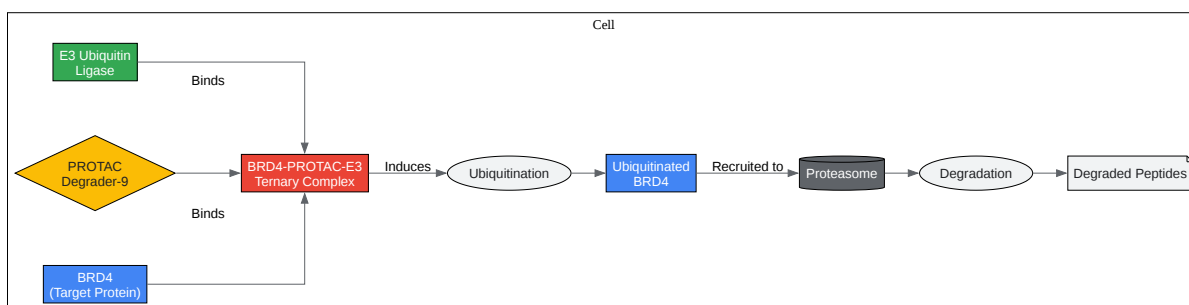 Cell
E3 Ubiquitin
Ligase
Binds
PROTAC
Degrader-9
BRD4-PROTAC-E3
Ternary Complex
Induces
Ubiquitination
Ubiquitinated
BRD4
Recruited to
Proteasome
Degradation
Degraded Peptides
Binds
BRD4
(Target Protein)